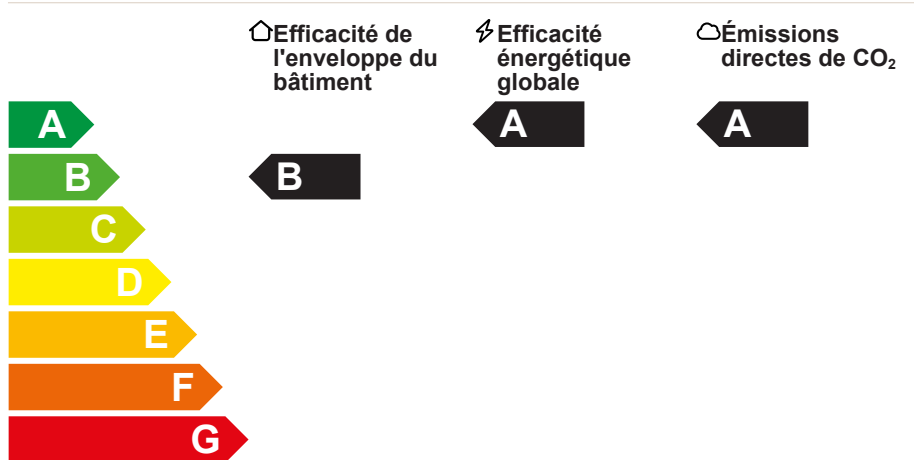 Efficacité de
l'enveloppe du
bâtiment
Efficacité
énergétique
globale
Émissions
directes de CO₂
A
A
A
B
B
C
D
E
F
G